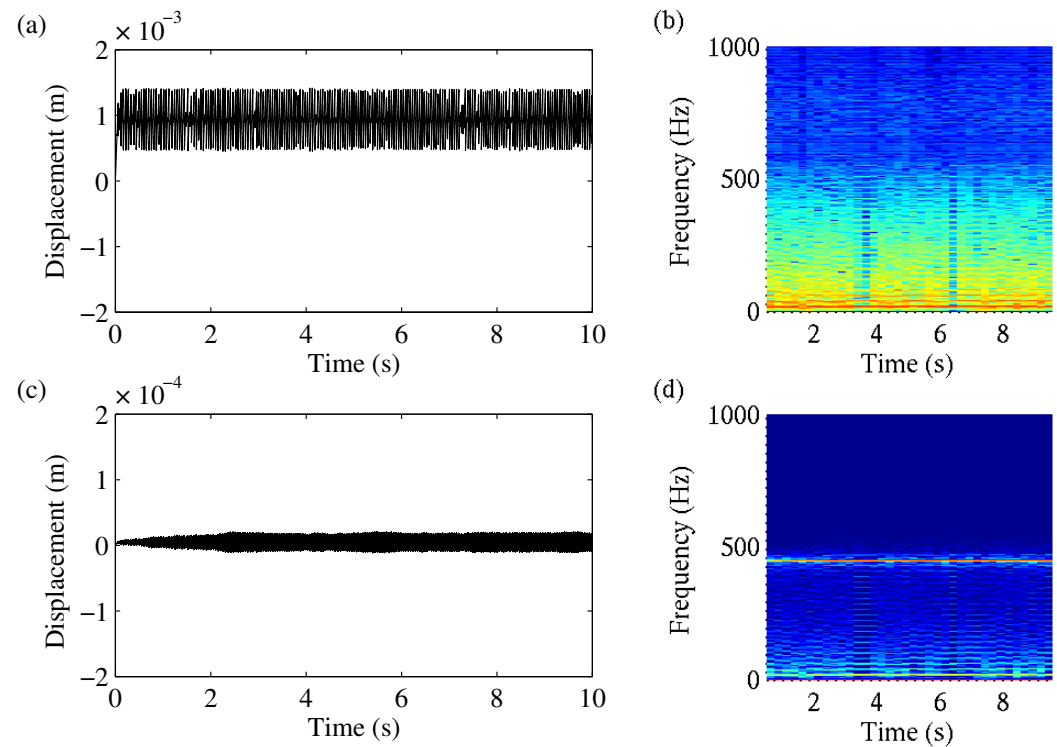 (a)
× 10⁻³
2
1
0
−1
−2
Displacement (m)
0 2 4 6 8 10
Time (s)
(b)
1000
500
0
Frequency (Hz)
2 4 6 8
Time (s)
(c)
× 10⁻⁴
2
1
0
−1
−2
Displacement (m)
0 2 4 6 8 10
Time (s)
(d)
1000
500
0
Frequency (Hz)
2 4 6 8
Time (s)